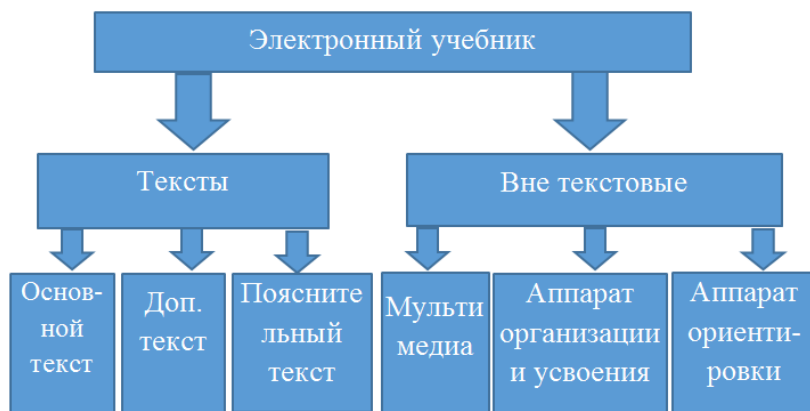 Электронный учебник
Тексты
Вне текстовые
Основ-
ной
текст
Доп.
текст
Поясните
льный
текст
Мульти
медиа
Аппарат
организации
и усвоения
Аппарат
ориенти-
ровки